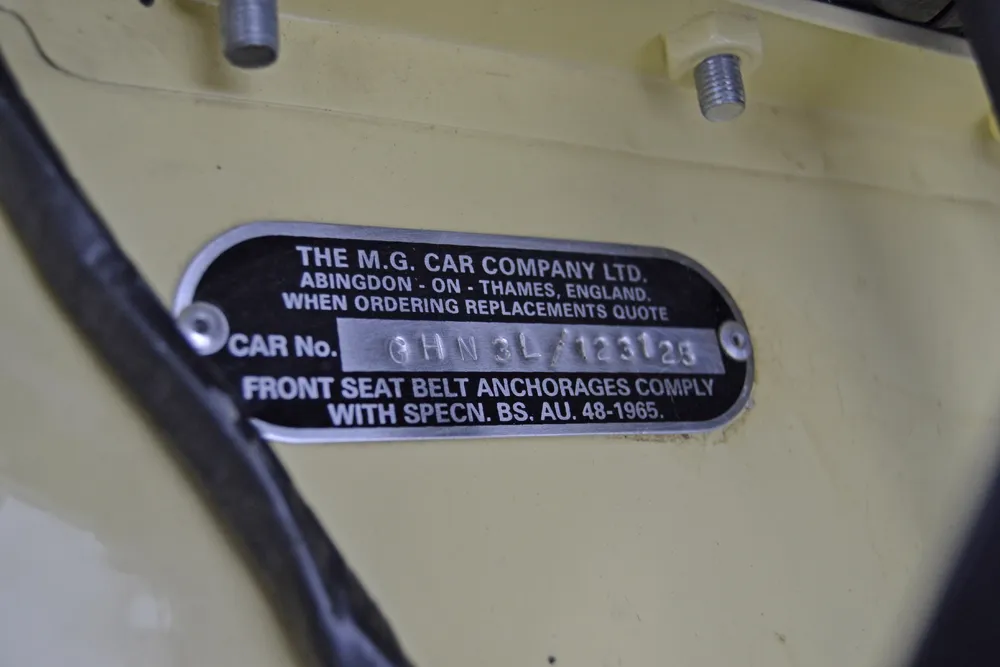 THE M.G. CAR COMPANY LTD.
ABINGDON - ON - THAMES, ENGLAND.
WHEN ORDERING REPLACEMENTS QUOTE
CAR No. GHN3L/123125
FRONT SEAT BELT ANCHORAGES COMPLY
WITH SPECN. BS. AU. 48-1965.